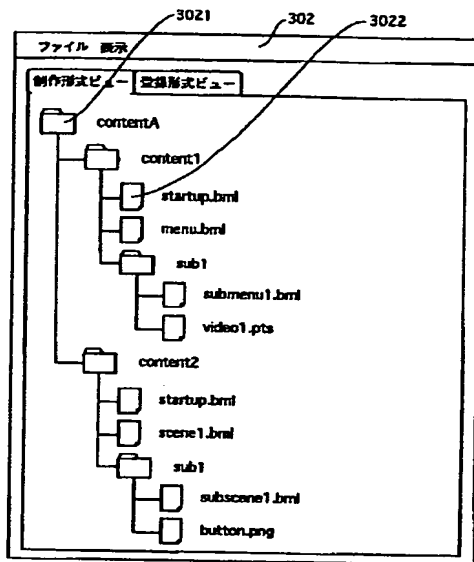 3021 302 3022
ファイル 表示
制作形式ビュー 登録形式ビュー
contentA
content1
startup.bml
menu.bml
sub1
submenu1.bml
video1.pts
content2
startup.bml
scene1.bml
sub1
subscene1.bml
button.png